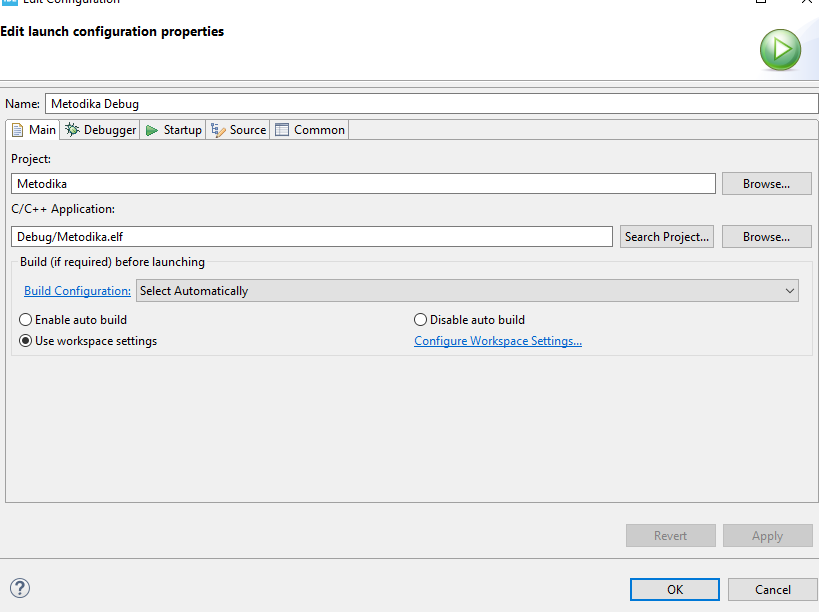 Edit Configuration
Edit launch configuration properties
Name: Metodika Debug
Main Debugger Startup Source Common
Project:
Metodika Browse...
C/C++ Application:
Debug/Metodika.elf Search Project... Browse...
Build (if required) before launching
Build Configuration: Select Automatically
Enable auto build Disable auto build
Use workspace settings Configure Workspace Settings...
Revert Apply
? OK Cancel